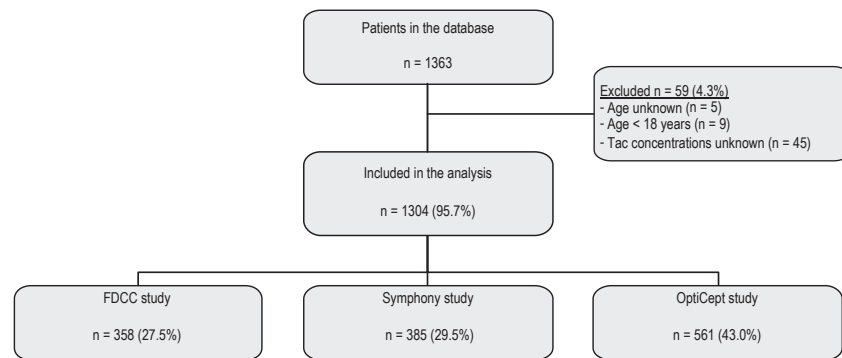 Patients in the database
n = 1363
Excluded n = 59 (4.3%)
- Age unknown (n = 5)
- Age < 18 years (n = 9)
- Tac concentrations unknown (n = 45)
Included in the analysis
n = 1304 (95.7%)
FDCC study
n = 358 (27.5%)
Symphony study
n = 385 (29.5%)
OptiCept study
n = 561 (43.0%)